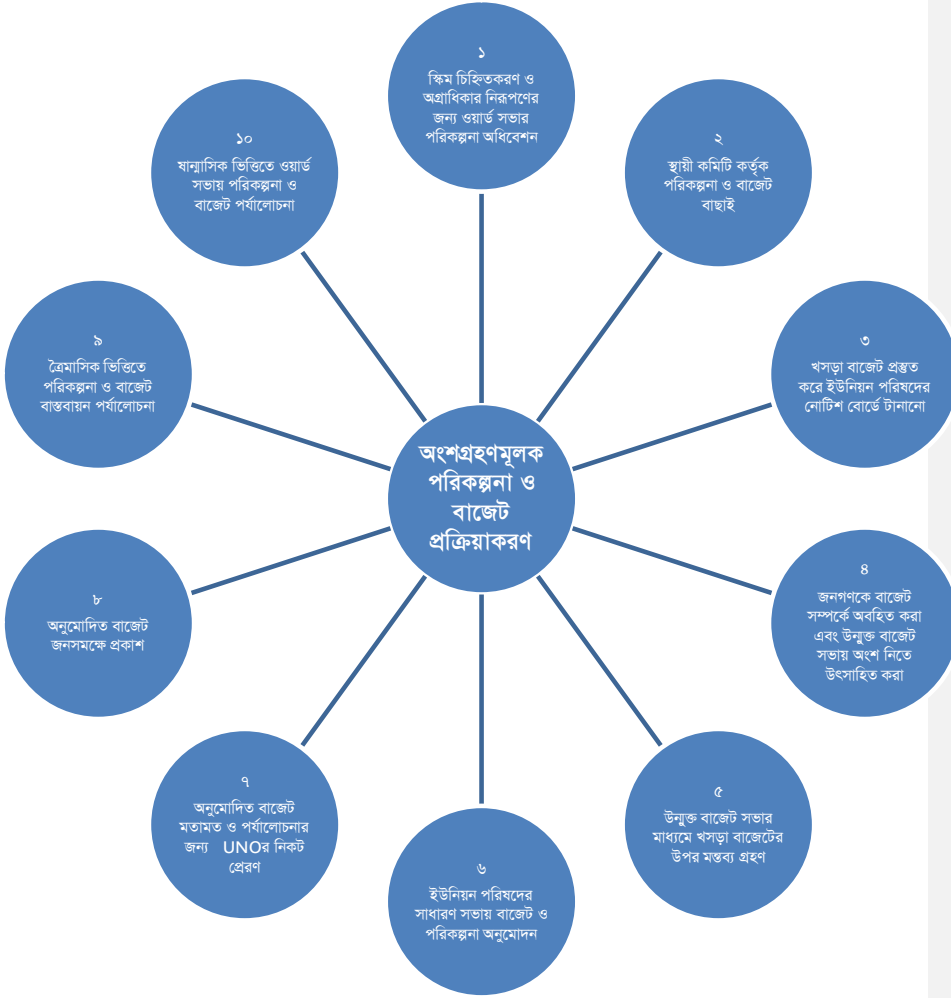 ১
স্কিম চিহ্নিতকরণ ও
অগ্রাধিকার নিরূপণের
জন্য ওয়ার্ড সভার
পরিকল্পনা অধিবেশন
২
স্থায়ী কমিটি কর্তৃক
পরিকল্পনা ও বাজেট
বাছাই
৩
খসড়া বাজেট প্রস্তুত
করে ইউনিয়ন পরিষদের
নোটিশ বোর্ডে টানানো
৪
জনগণকে বাজেট
সম্পর্কে অবহিত করা
এবং উন্মুক্ত বাজেট
সভায় অংশ নিতে
উৎসাহিত করা
৫
উন্মুক্ত বাজেট সভার
মাধ্যমে খসড়া বাজেটের
উপর মন্তব্য গ্রহণ
৬
ইউনিয়ন পরিষদের
সাধারণ সভায় বাজেট ও
পরিকল্পনা অনুমোদন
৭
অনুমোদিত বাজেট
মতামত ও পর্যালোচনার
জন্য UNOর নিকট
প্রেরণ
৮
অনুমোদিত বাজেট
জনসমক্ষে প্রকাশ
৯
ত্রৈমাসিক ভিত্তিতে
পরিকল্পনা ও বাজেট
বাস্তবায়ন পর্যালোচনা
১০
ষান্মাসিক ভিত্তিতে ওয়ার্ড
সভায় পরিকল্পনা ও
বাজেট পর্যালোচনা
অংশগ্রহণমূলক
পরিকল্পনা ও
বাজেট
প্রক্রিয়াকরণ